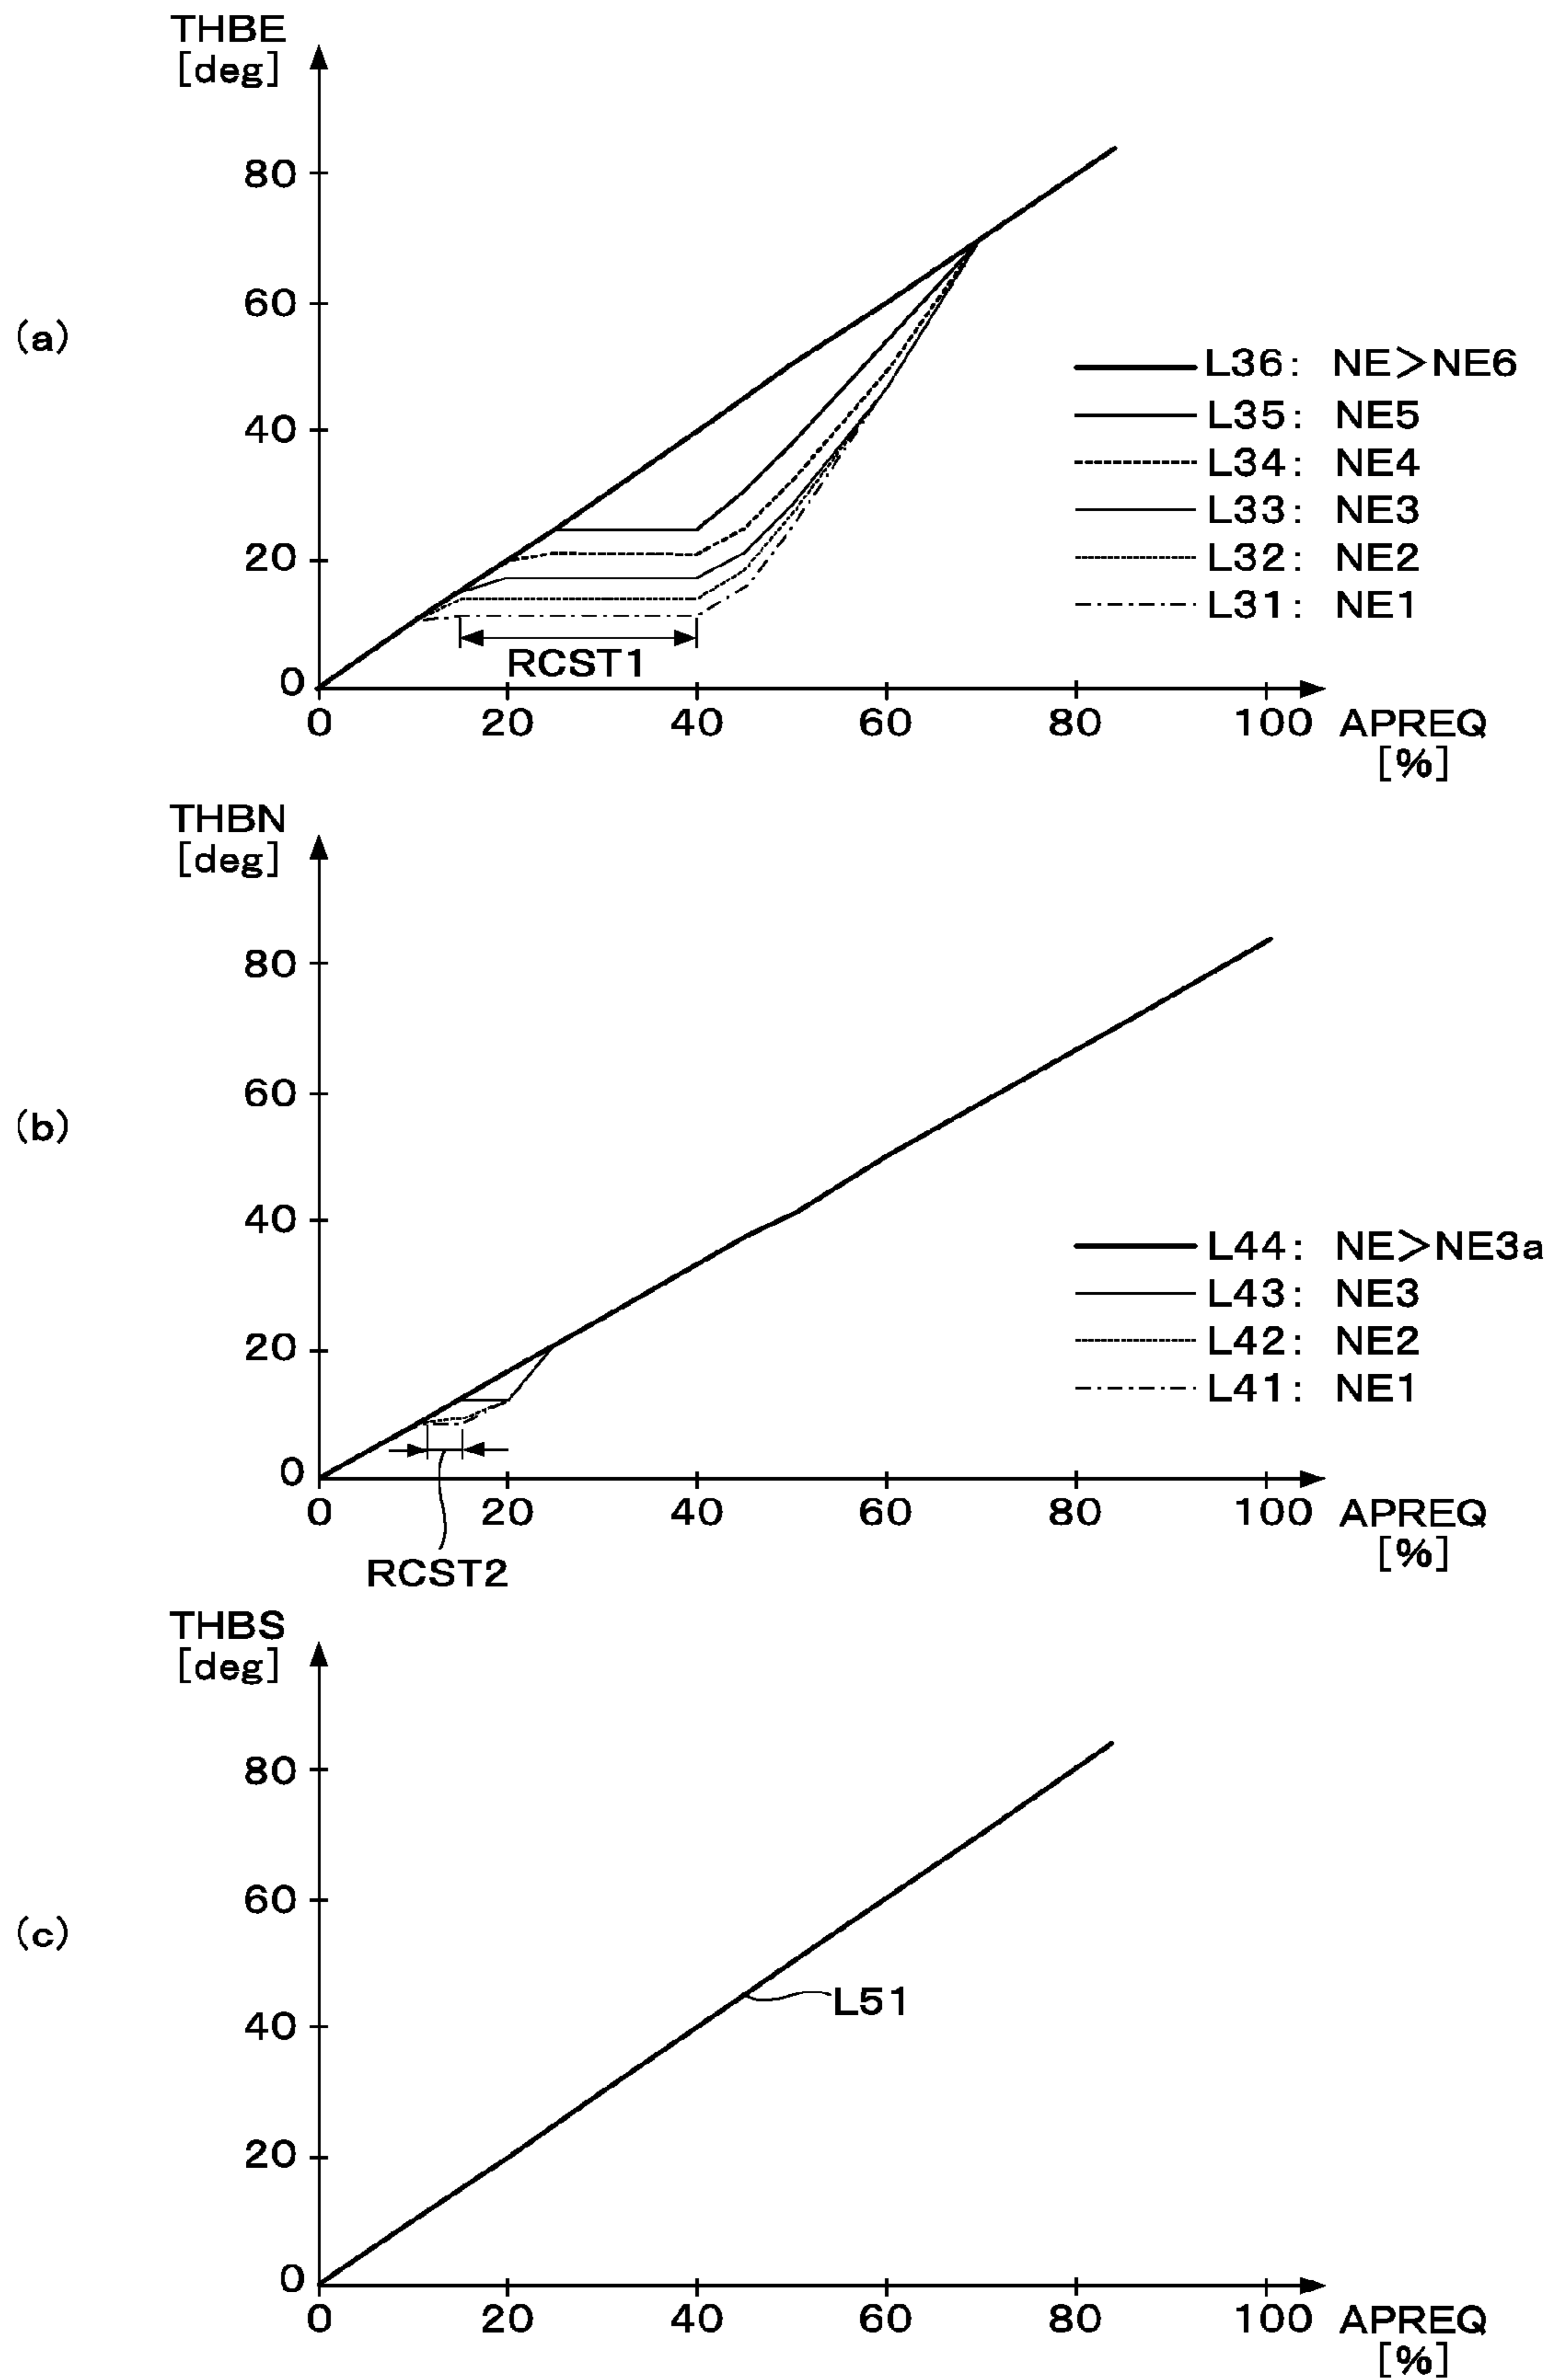 THBE
[deg]
80
60
40
20
0
(a)
L36: NE>NE6
L35: NE5
L34: NE4
L33: NE3
L32: NE2
L31: NE1
RCST1
0 20 40 60 80 100 APREQ
[%]
THBN
[deg]
80
60
40
20
0
(b)
L44: NE>NE3a
L43: NE3
L42: NE2
L41: NE1
0 20 40 60 80 100 APREQ
[%]
RCST2
THBS
[deg]
80
60
40
20
0
(c)
L51
0 20 40 60 80 100 APREQ
[%]